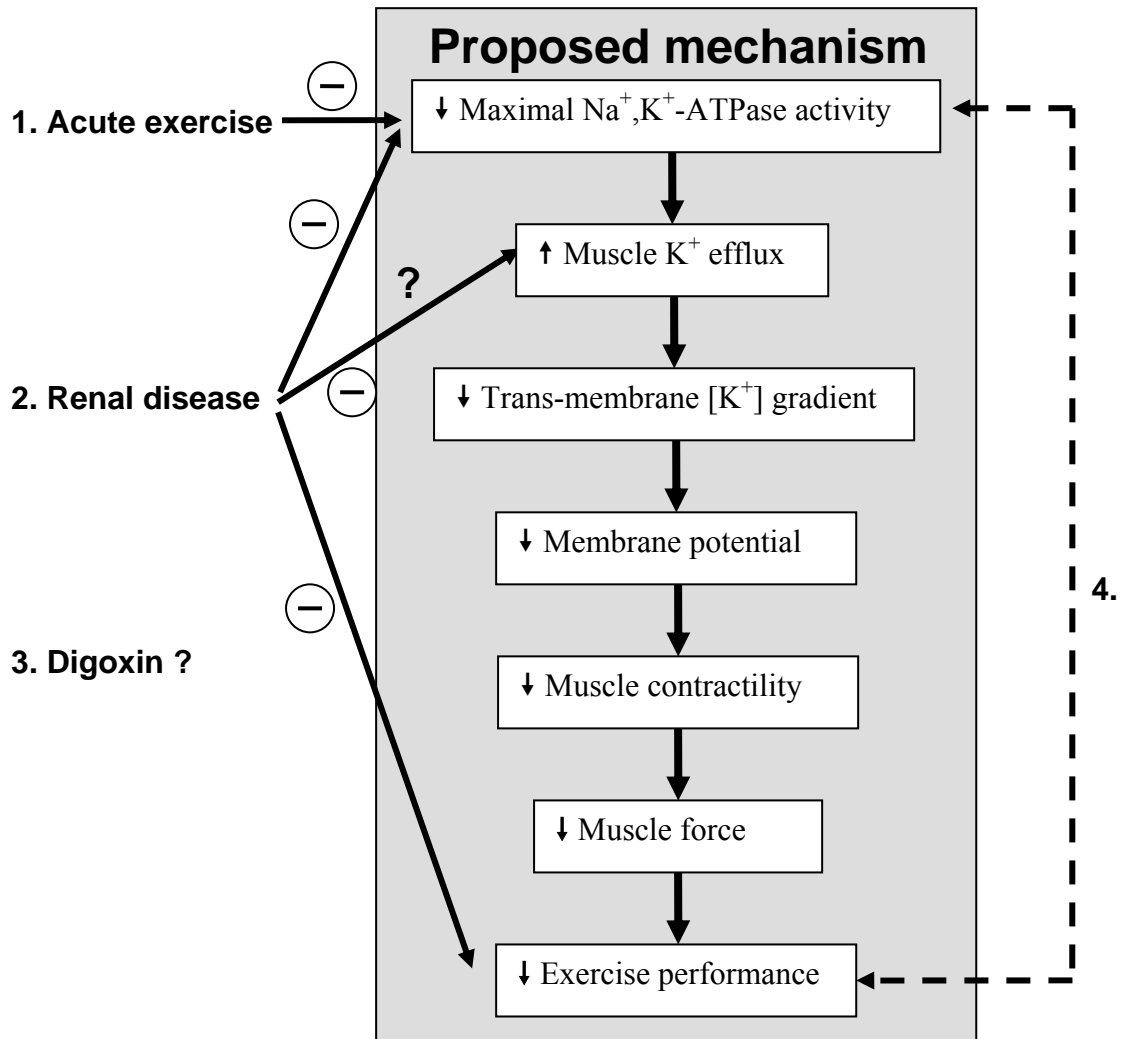 Proposed mechanism
1. Acute exercise
↓ Maximal Na⁺,K⁺-ATPase activity
↑ Muscle K⁺ efflux
?
2. Renal disease
↓ Trans-membrane [K⁺] gradient
↓ Membrane potential
4.
3. Digoxin ?
↓ Muscle contractility
↓ Muscle force
↓ Exercise performance